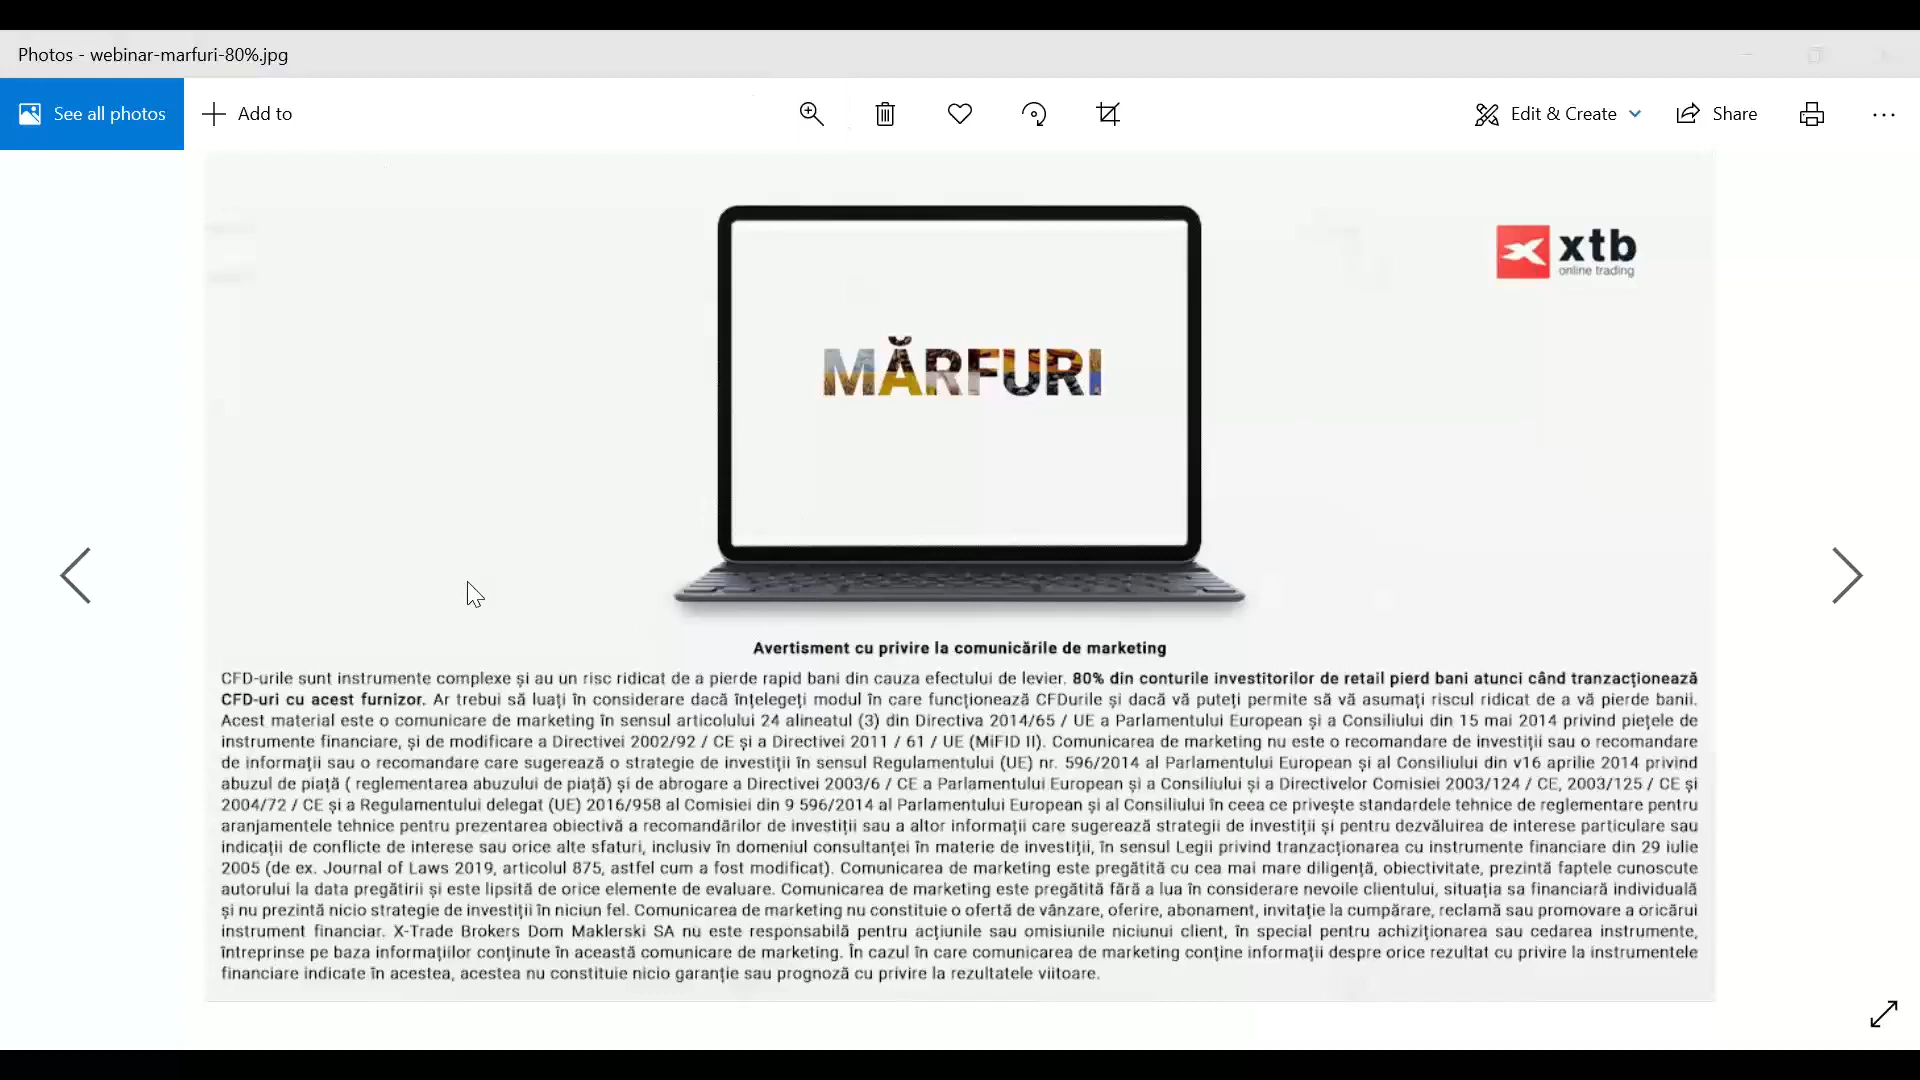 Photos - webinar-marfuri-80%.jpg
See all photos
Add to
Edit & Create
Share
xtb
online trading
MĂRFURI
Avertisment cu privire la comunicările de marketing
CFD-urile sunt instrumente complexe și au un risc ridicat de a pierde rapid bani din cauza efectului de levier. 80% din conturile investitorilor de retail pierd bani atunci când tranzacționează
CFD-uri cu acest furnizor. Ar trebui să luați în considerare dacă înțelegeți modul în care funcționează CFDurile și dacă vă puteți permite să vă asumați riscul ridicat de a vă pierde banii.
Acest material este o comunicare de marketing în sensul articolului 24 alineatul (3) din Directiva 2014/65 / UE a Parlamentului European și a Consiliului din 15 mai 2014 privind piețele de
instrumente financiare, și de modificare a Directivei 2002/92 / CE și a Directivei 2011 / 61 / UE (MiFID II). Comunicarea de marketing nu este o recomandare de investiții sau o recomandare
de informații sau o recomandare care sugerează o strategie de investiții în sensul Regulamentului (UE) nr. 596/2014 al Parlamentului European și al Consiliului din v16 aprilie 2014 privind
abuzul de piață ( reglementarea abuzului de piață) și de abrogare a Directivei 2003/6 / CE a Parlamentului European și a Consiliului și a Directivelor Comisiei 2003/124 / CE, 2003/125 / CE și
2004/72 / CE și a Regulamentului delegat (UE) 2016/958 al Comisiei din 9 596/2014 al Parlamentului European și al Consiliului în ceea ce privește standardele tehnice de reglementare pentru
aranjamentele tehnice pentru prezentarea obiectivă a recomandărilor de investiții sau a altor informații care sugerează strategii de investiții și pentru dezvăluirea de interese particulare sau
indicații de conflicte de interese sau orice alte sfaturi, inclusiv în domeniul consultanței în materie de investiții, în sensul Legii privind tranzacționarea cu instrumente financiare din 29 iulie
2005 (de ex. Journal of Laws 2019, articolul 875, astfel cum a fost modificat). Comunicarea de marketing este pregătită cu cea mai mare diligență, obiectivitate, prezintă faptele cunoscute
autorului la data pregătirii și este lipsită de orice elemente de evaluare. Comunicarea de marketing este pregătită fără a lua în considerare nevoile clientului, situația sa financiară individuală
și nu prezintă nicio strategie de investiții în niciun fel. Comunicarea de marketing nu constituie o ofertă de vânzare, oferire, abonament, invitație la cumpărare, reclamă sau promovare a oricărui
instrument financiar. X-Trade Brokers Dom Maklerski SA nu este responsabilă pentru acțiunile sau omisiunile niciunui client, în special pentru achiziționarea sau cedarea instrumente,
întreprinse pe baza informațiilor conținute în această comunicare de marketing. În cazul în care comunicarea de marketing conține informații despre orice rezultat cu privire la instrumentele
financiare indicate în acestea, acestea nu constituie nicio garanție sau prognoză cu privire la rezultatele viitoare.